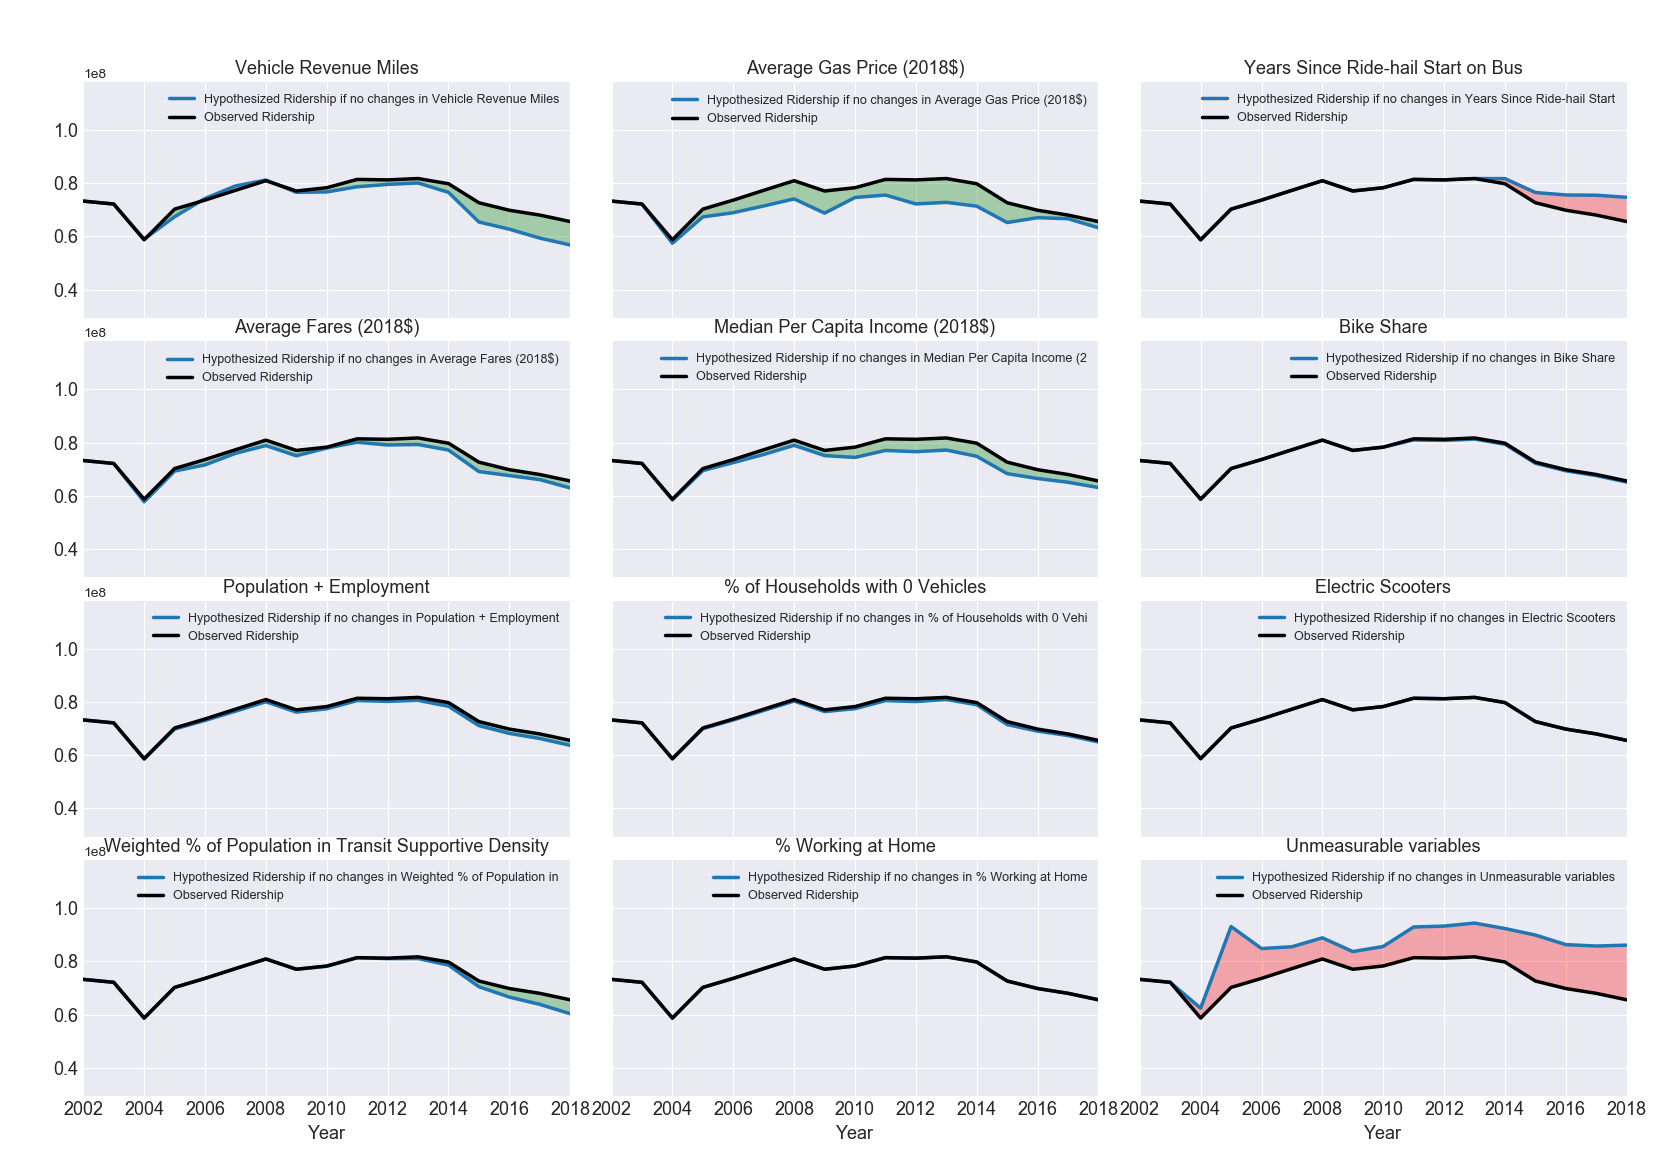 Vehicle Revenue Miles
1e8
Hypothesized Ridership if no changes in Vehicle Revenue Miles
Observed Ridership
1.0
0.8
0.6
0.4
Average Gas Price (2018$)
Hypothesized Ridership if no changes in Average Gas Price (2018$)
Observed Ridership
Years Since Ride-hail Start on Bus
Hypothesized Ridership if no changes in Years Since Ride-hail Start
Observed Ridership
Average Fares (2018$)
1e8
Hypothesized Ridership if no changes in Average Fares (2018$)
Observed Ridership
1.0
0.8
0.6
0.4
Median Per Capita Income (2018$)
Hypothesized Ridership if no changes in Median Per Capita Income (2
Observed Ridership
Bike Share
Hypothesized Ridership if no changes in Bike Share
Observed Ridership
Population + Employment
1e8
Hypothesized Ridership if no changes in Population + Employment
Observed Ridership
1.0
0.8
0.6
0.4
% of Households with 0 Vehicles
Hypothesized Ridership if no changes in % of Households with 0 Vehi
Observed Ridership
Electric Scooters
Hypothesized Ridership if no changes in Electric Scooters
Observed Ridership
Weighted % of Population in Transit Supportive Density
1e8
Hypothesized Ridership if no changes in Weighted % of Population in
Observed Ridership
1.0
0.8
0.6
0.4
2002 2004 2006 2008 2010 2012 2014 2016 2018
Year
% Working at Home
Hypothesized Ridership if no changes in % Working at Home
Observed Ridership
2002 2004 2006 2008 2010 2012 2014 2016 2018
Year
Unmeasurable variables
Hypothesized Ridership if no changes in Unmeasurable variables
Observed Ridership
2002 2004 2006 2008 2010 2012 2014 2016 2018
Year